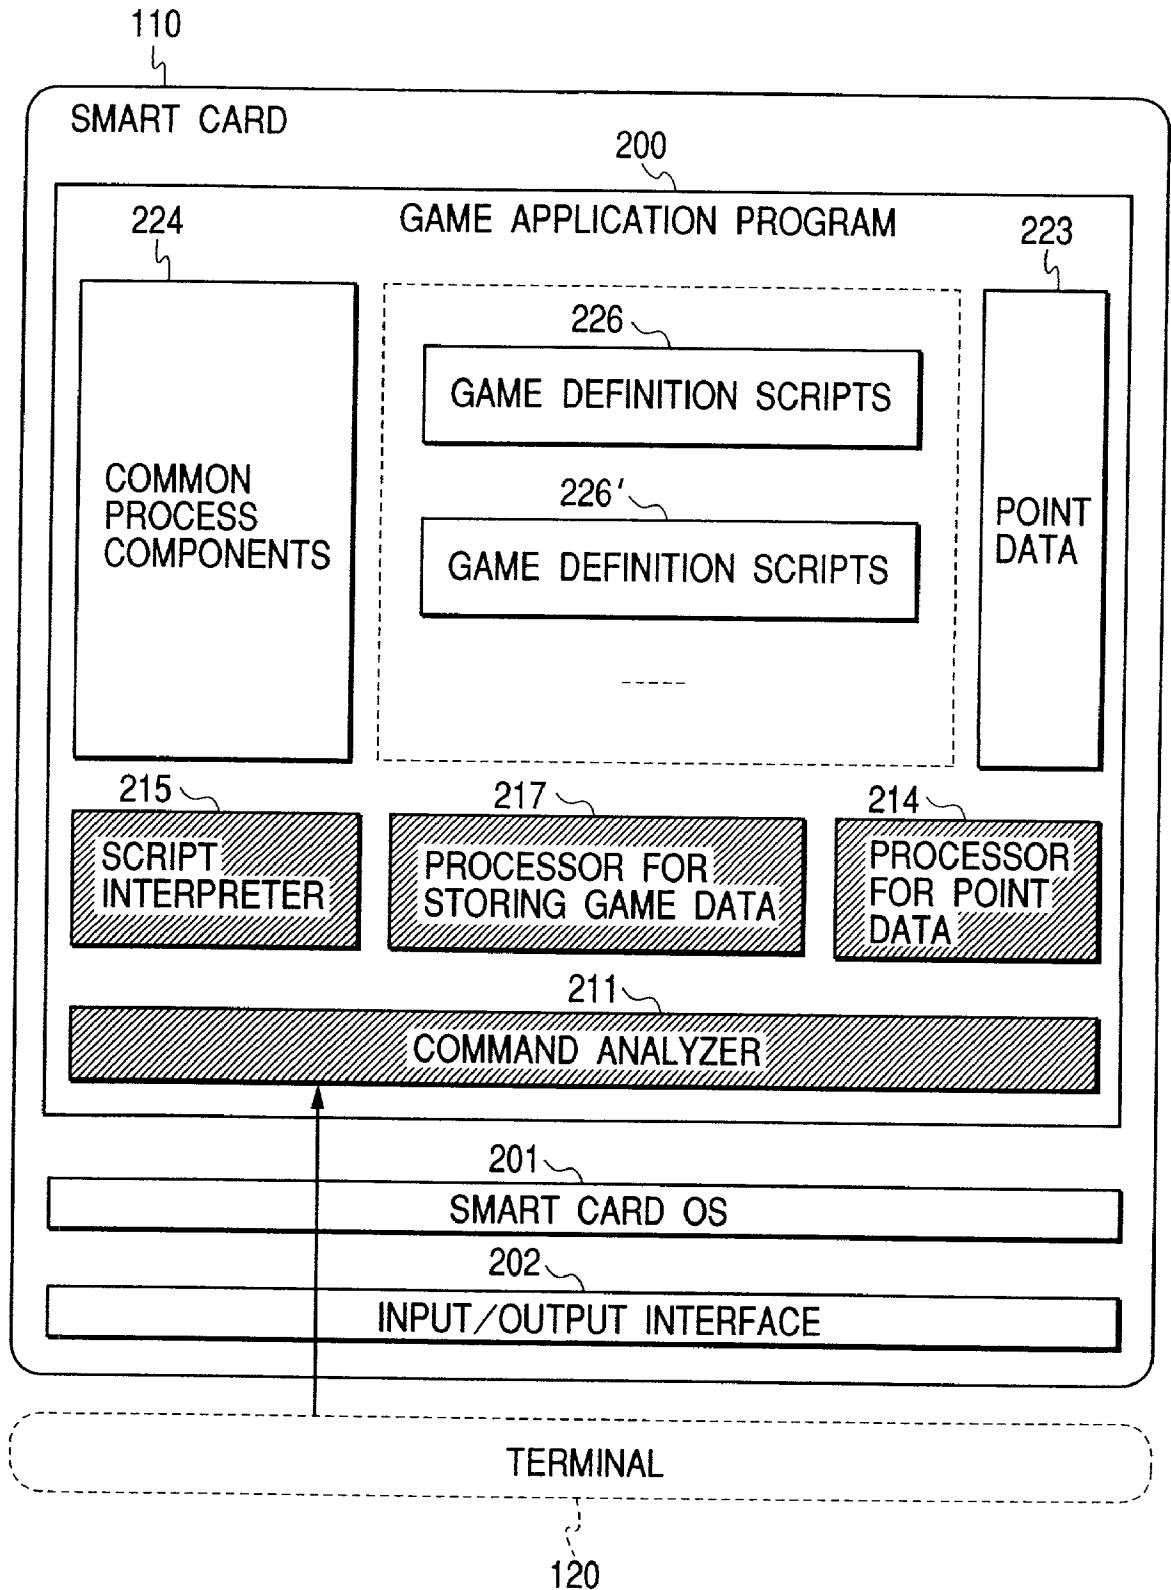 110
SMART CARD
200
GAME APPLICATION PROGRAM
224
223
226
GAME DEFINITION SCRIPTS
COMMON
PROCESS
COMPONENTS
226'
GAME DEFINITION SCRIPTS
POINT
DATA
215
SCRIPT
INTERPRETER
217
PROCESSOR FOR
STORING GAME DATA
214
PROCESSOR
FOR POINT
DATA
211
COMMAND ANALYZER
201
SMART CARD OS
202
INPUT/OUTPUT INTERFACE
TERMINAL
120